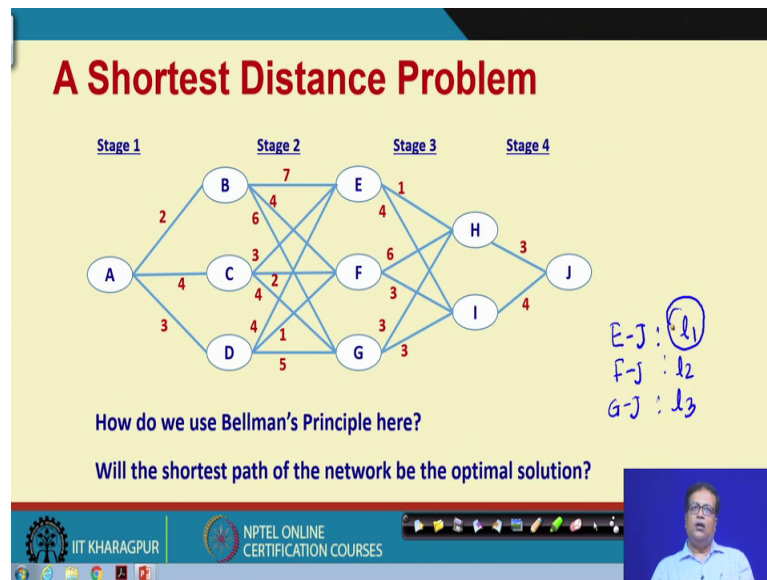 A Shortest Distance Problem
Stage 1 Stage 2 Stage 3 Stage 4
B 7 E 1
4
2 6 4 H
3 6 3
A 4 C 2 F J
4 3 4
I
3 4 1 3
D 5 G 3
E-J : l1
F-J : l2
G-J : l3
How do we use Bellman's Principle here?
Will the shortest path of the network be the optimal solution?
IIT KHARAGPUR
NPTEL ONLINE
CERTIFICATION COURSES